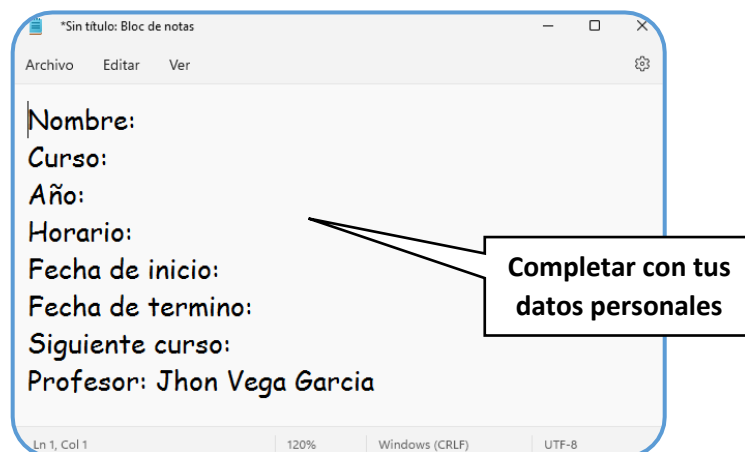 *Sin título: Bloc de notas
Archivo Editar Ver
Nombre:
Curso:
Año:
Horario:
Fecha de inicio:
Fecha de termino:
Siguiente curso:
Profesor: Jhon Vega Garcia
Completar con tus
datos personales
Ln 1, Col 1 120% Windows (CRLF) UTF-8